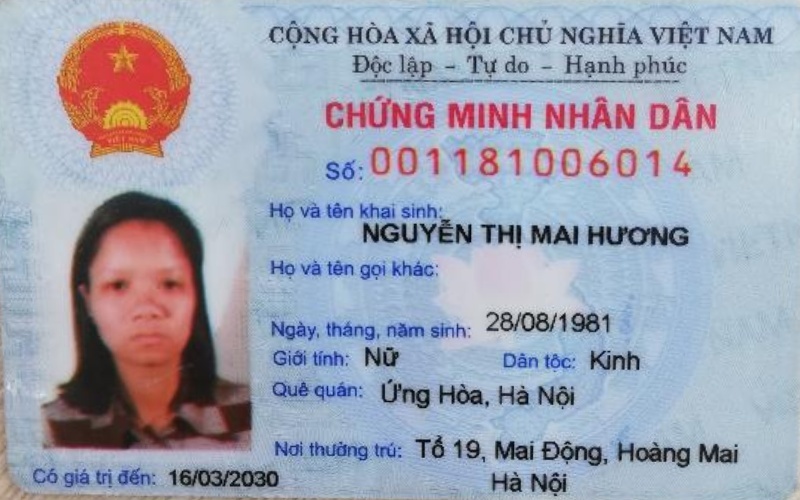 CỘNG HÒA XÃ HỘI CHỦ NGHĨA VIỆT NAM
Độc lập - Tự do - Hạnh phúc
CHỨNG MINH NHÂN DÂN
Số: 001181006014
Họ và tên khai sinh:
NGUYỄN THỊ MAI HƯƠNG
Họ và tên gọi khác:
Ngày, tháng, năm sinh: 28/08/1981
Giới tính: Nữ Dân tộc: Kinh
Quê quán: Ứng Hòa, Hà Nội
Nơi thường trú: Tổ 19, Mai Động, Hoàng Mai
Hà Nội
Có giá trị đến: 16/03/2030
VIỆT NAM